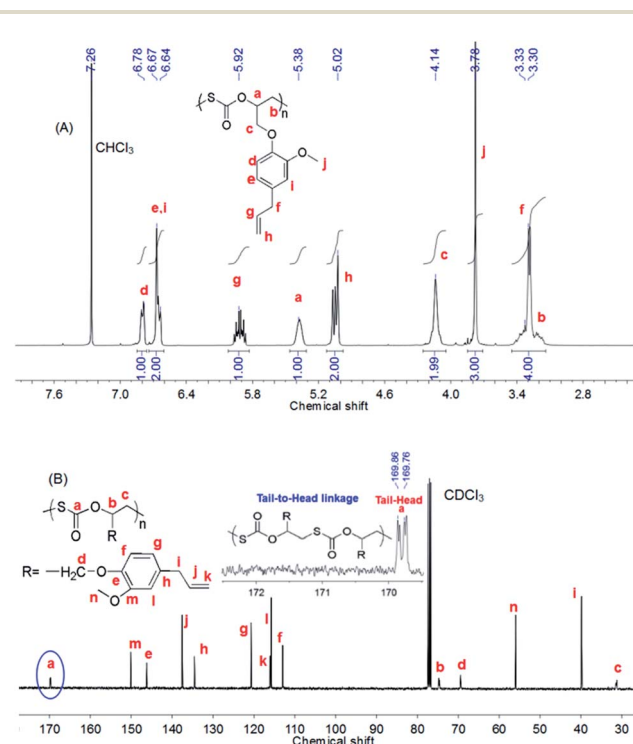 7.26 6.78 6.67 6.64 5.92 5.38 5.02 4.14 3.78 3.33 3.30
(A)
CHCl3
S O a b n
O c O
d O j
e i
g f
h
j
e,i
d g a h c f b
1.00 2.00 1.00 1.00 2.00 1.99 3.00 4.00
7.6 7.0 6.4 5.8 5.2 4.6 4.0 3.4 2.8
Chemical shift
(B)
S a O b c n
O R
R= H2C O
d f g i j k
n O e m l h
Tail-to-Head linkage
Tail-Head
a
169.86 169.76
O R S O
S O O R
172 171 170
CDCl3
a m e j h g k l f b d n i c
170 160 150 140 130 120 110 100 90 80 70 60 50 40 30
Chemical shift